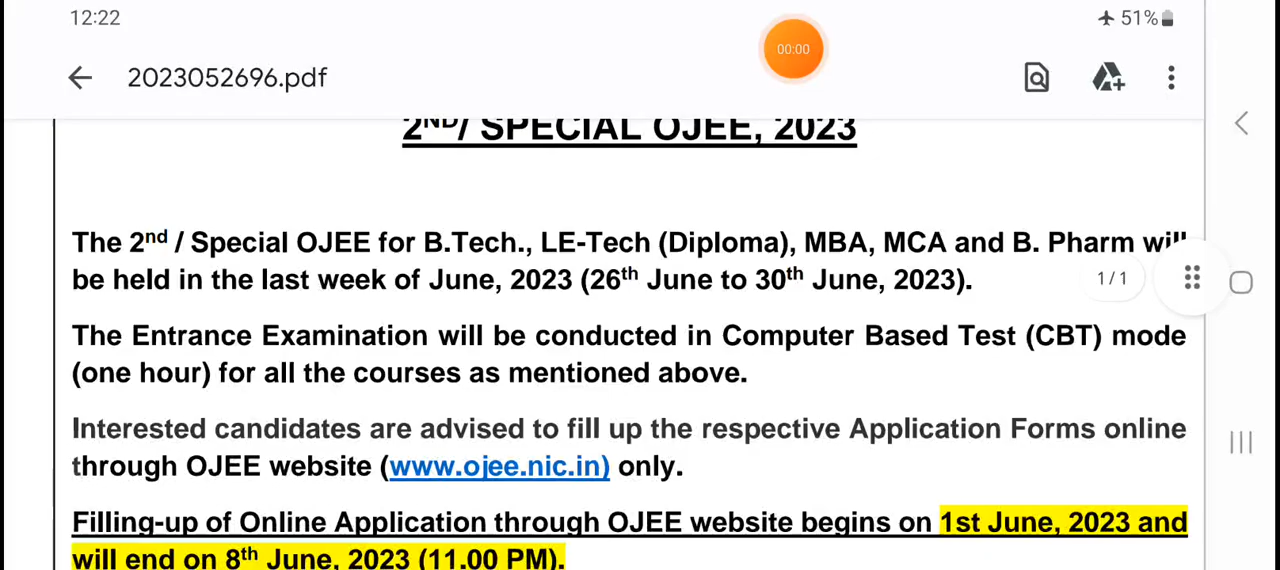 12:22
00:00
51%
2023052696.pdf
2ND/ SPECIAL OJEE, 2023
The 2nd / Special OJEE for B.Tech., LE-Tech (Diploma), MBA, MCA and B. Pharm will
be held in the last week of June, 2023 (26th June to 30th June, 2023).
1/1
The Entrance Examination will be conducted in Computer Based Test (CBT) mode
(one hour) for all the courses as mentioned above.
Interested candidates are advised to fill up the respective Application Forms online
through OJEE website (www.ojee.nic.in) only.
Filling-up of Online Application through OJEE website begins on 1st June, 2023 and
will end on 8th June, 2023 (11.00 PM).